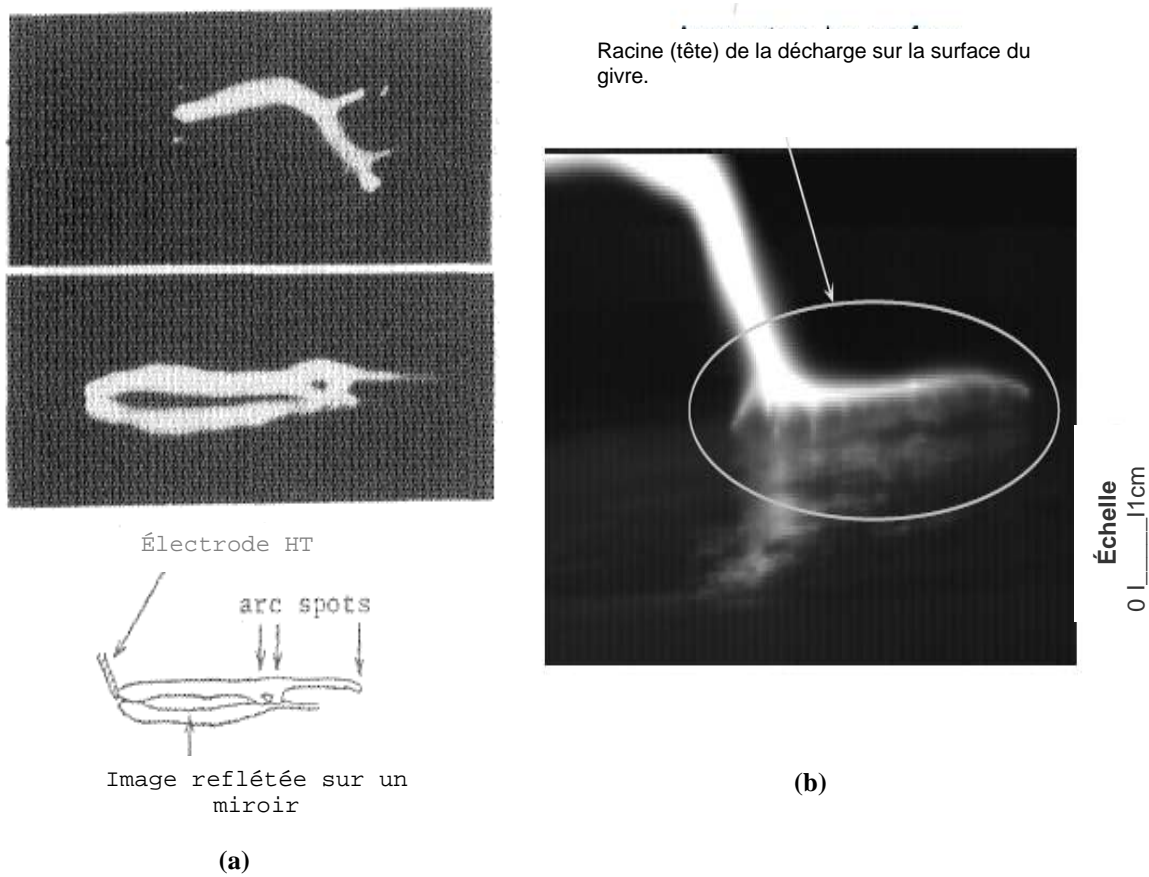 Électrode HT
arc spots
Image reflétée sur un
miroir
(a)
Racine (tête) de la décharge sur la surface du
givre.
Échelle
0 I_____I1cm
(b)